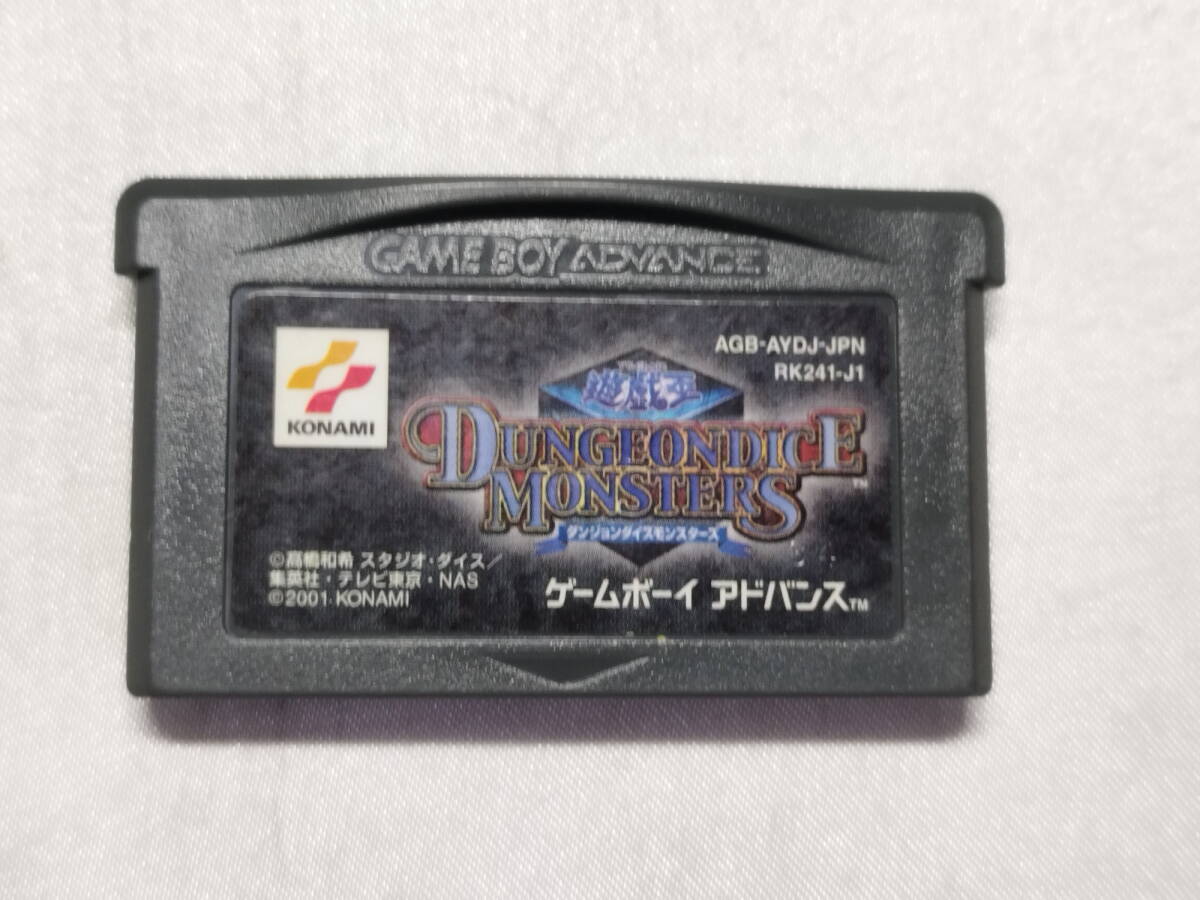 GAME BOY ADVANCE
KONAMI
AGB-AYDJ-JPN
RK241-J1
遊戯王
DUNGEONDICE
MONSTERS™
ダンジョンダイスモンスターズ
©高橋和希 スタジオ・ダイス/
集英社・テレビ東京・NAS
©2001 KONAMI
ゲームボーイ アドバンス™